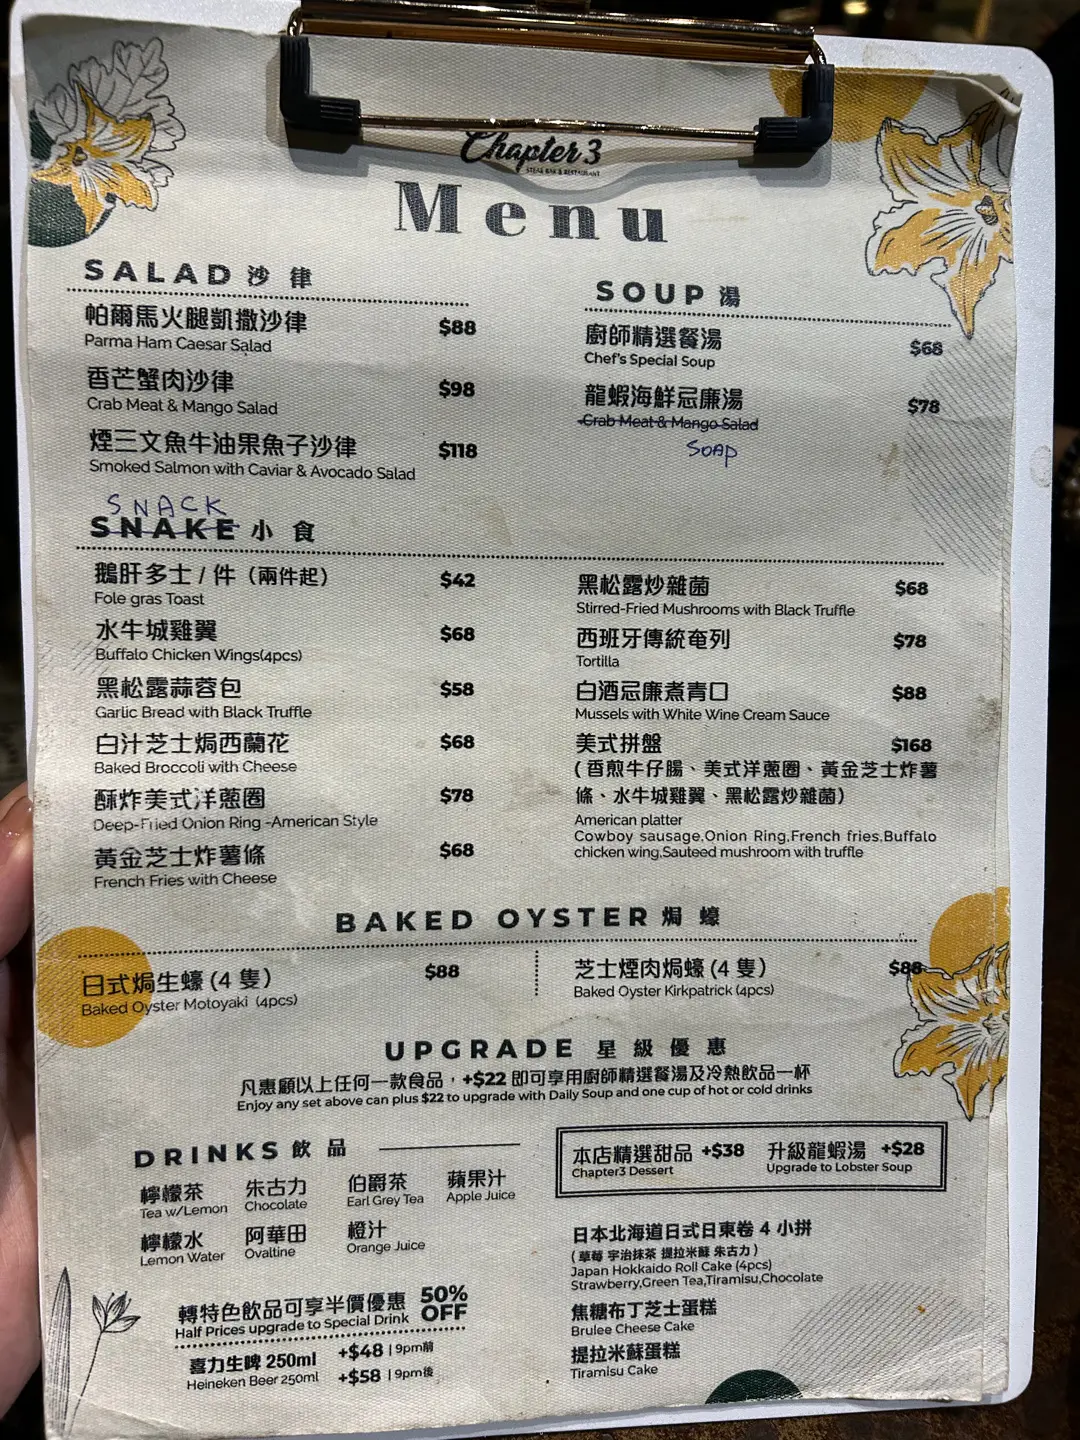 Chapter 3
STEAK BAR & RESTAURANT
Menu
SALAD 沙律
帕爾馬火腿凱撒沙律 $88
Parma Ham Caesar Salad
香芒蟹肉沙律 $98
Crab Meat & Mango Salad
煙三文魚牛油果魚子沙律 $118
Smoked Salmon with Caviar & Avocado Salad
SOUP 湯
廚師精選餐湯 $68
Chef's Special Soup
龍蝦海鮮忌廉湯 $78
Crab Meat & Mango Salad
SOAP
SNACK
SNAKE 小食
鵝肝多士 / 件（兩件起） $42
Fole gras Toast
水牛城雞翼 $68
Buffalo Chicken Wings(4pcs)
黑松露蒜蓉包 $58
Garlic Bread with Black Truffle
白汁芝士焗西蘭花 $68
Baked Broccoli with Cheese
酥炸美式洋蔥圈 $78
Deep-Fried Onion Ring -American Style
黃金芝士炸薯條 $68
French Fries with Cheese
黑松露炒雜菌 $68
Stirred-Fried Mushrooms with Black Truffle
西班牙傳統奄列 $78
Tortilla
白酒忌廉煮青口 $88
Mussels with White Wine Cream Sauce
美式拼盤 $168
(香煎牛仔腸、美式洋蔥圈、黃金芝士炸薯
條、水牛城雞翼、黑松露炒雜菌)
American platter
Cowboy sausage,Onion Ring,French fries,Buffalo
chicken wing,Sauteed mushroom with truffle
BAKED OYSTER 焗蠔
日式焗生蠔 (4 隻) $88
Baked Oyster Motoyaki (4pcs)
芝士煙肉焗蠔 (4 隻) $88
Baked Oyster Kirkpatrick (4pcs)
UPGRADE 星級優惠
凡惠顧以上任何一款食品，+$22 即可享用廚師精選餐湯及冷熱飲品一杯
Enjoy any set above can plus $22 to upgrade with Daily Soup and one cup of hot or cold drinks
DRINKS 飲品
檸檬茶 朱古力 伯爵茶 蘋果汁
Tea w/Lemon Chocolate Earl Grey Tea Apple Juice
檸檬水 阿華田 橙汁
Lemon Water Ovaltine Orange Juice
轉特色飲品可享半價優惠 50% OFF
Half Prices upgrade to Special Drink
喜力生啤 250ml +$48 | 9pm前
Heineken Beer 250ml +$58 | 9pm後
本店精選甜品 +$38 升級龍蝦湯 +$28
Chapter3 Dessert Upgrade to Lobster Soup
日本北海道日式日東卷 4 小拼
(草莓 宇治抹茶 提拉米蘇 朱古力)
Japan Hokkaido Roll Cake (4pcs)
Strawberry,Green Tea,Tiramisu,Chocolate
焦糖布丁芝士蛋糕
Brulee Cheese Cake
提拉米蘇蛋糕
Tiramisu Cake